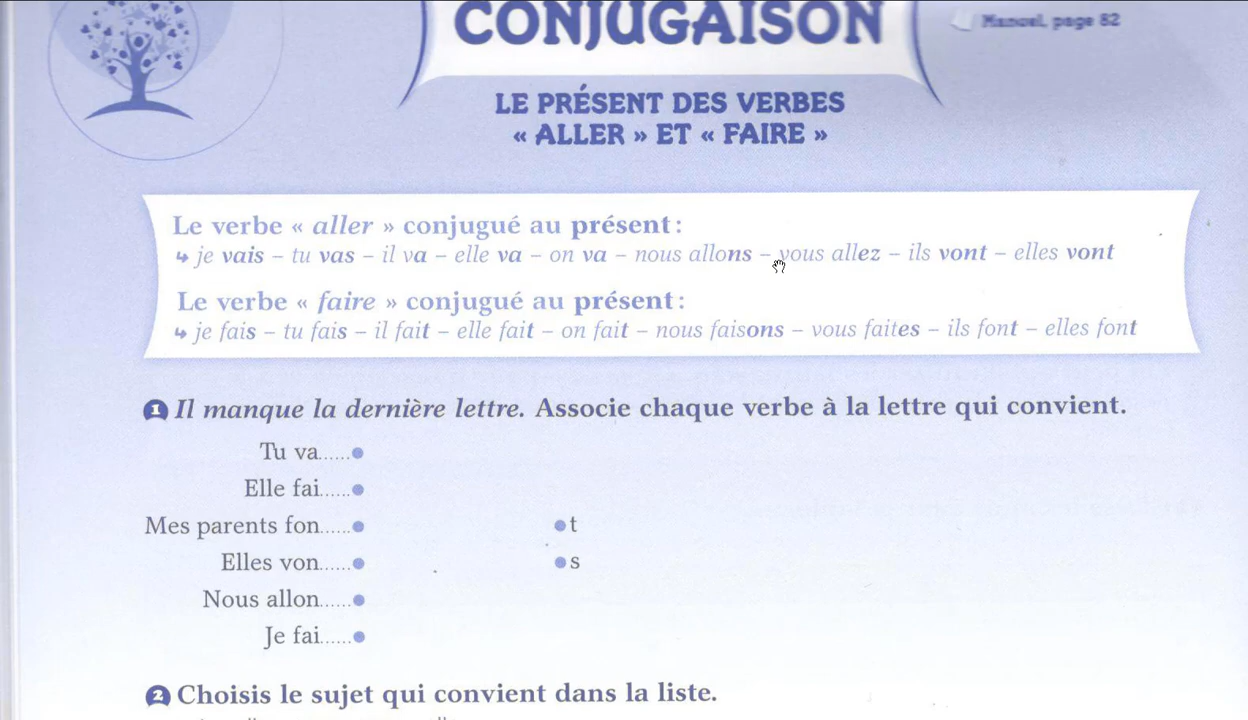 CONJUGAISON
Manuel, page 82
LE PRÉSENT DES VERBES
« ALLER » ET « FAIRE »
Le verbe « aller » conjugué au présent :
↳ je vais – tu vas – il va – elle va – on va – nous allons – vous allez – ils vont – elles vont
Le verbe « faire » conjugué au présent :
↳ je fais – tu fais – il fait – elle fait – on fait – nous faisons – vous faites – ils font – elles font
1 Il manque la dernière lettre. Associe chaque verbe à la lettre qui convient.
Tu va......
Elle fai......
Mes parents fon...... t
Elles von...... s
Nous allon......
Je fai......
2 Choisis le sujet qui convient dans la liste.